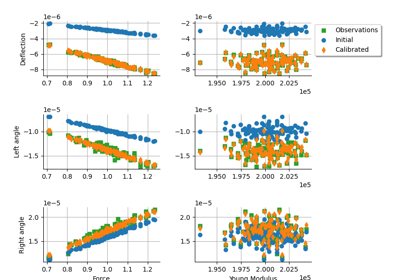 1e−6
1e−6
Deflection
−2
−4
−6
−8
−2
−4
−6
−8
Observations
Initial
Calibrated
0.7 0.8 0.9 1.0 1.1 1.2
1.950 1.975 2.000 2.025
1e5
1e−5
1e−5
Left angle
−1.0
−1.5
−1.0
−1.5
0.7 0.8 0.9 1.0 1.1 1.2
1.950 1.975 2.000 2.025
1e5
1e−5
1e−5
Right angle
2.0
1.5
2.0
1.5
0.7 0.8 0.9 1.0 1.1 1.2
1.950 1.975 2.000 2.025
1e5
Force
Young Modulus